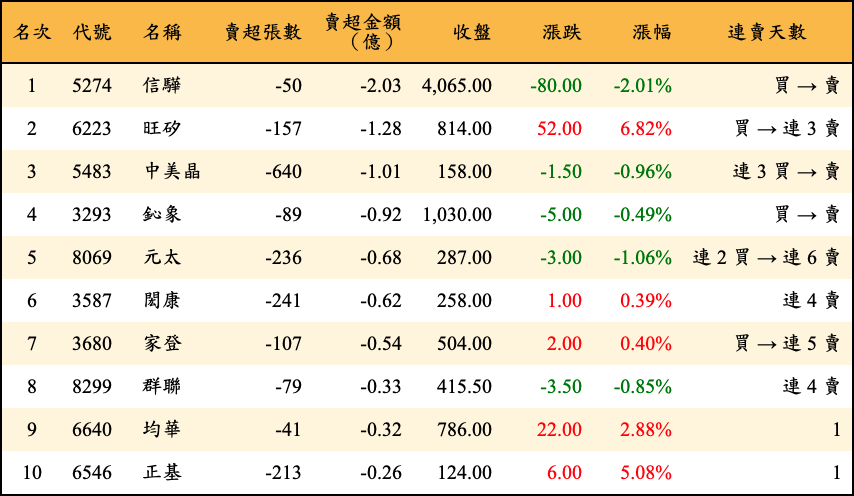 名次 代號 名稱 賣超張數 賣超金額（億） 收盤 漲跌 漲幅 連賣天數
1 5274 信驊 -50 -2.03 4,065.00 -80.00 -2.01% 買 → 賣
2 6223 旺矽 -157 -1.28 814.00 52.00 6.82% 買 → 連 3 賣
3 5483 中美晶 -640 -1.01 158.00 -1.50 -0.96% 連 3 買 → 賣
4 3293 鈊象 -89 -0.92 1,030.00 -5.00 -0.49% 買 → 賣
5 8069 元太 -236 -0.68 287.00 -3.00 -1.06% 連 2 買 → 連 6 賣
6 3587 閎康 -241 -0.62 258.00 1.00 0.39% 連 4 賣
7 3680 家登 -107 -0.54 504.00 2.00 0.40% 買 → 連 5 賣
8 8299 群聯 -79 -0.33 415.50 -3.50 -0.85% 連 4 賣
9 6640 均華 -41 -0.32 786.00 22.00 2.88% 1
10 6546 正基 -213 -0.26 124.00 6.00 5.08% 1